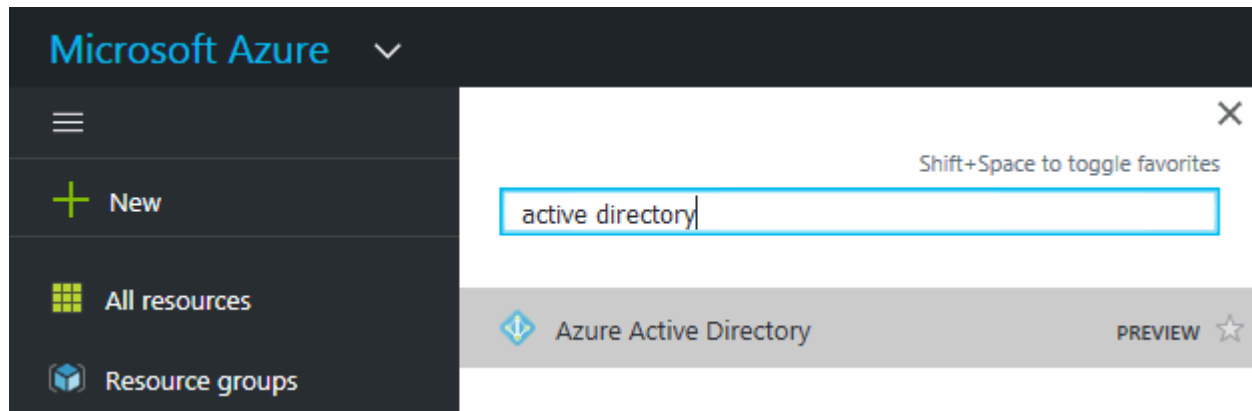 Microsoft Azure
Shift+Space to toggle favorites
New
active directory
All resources
Azure Active Directory PREVIEW
Resource groups